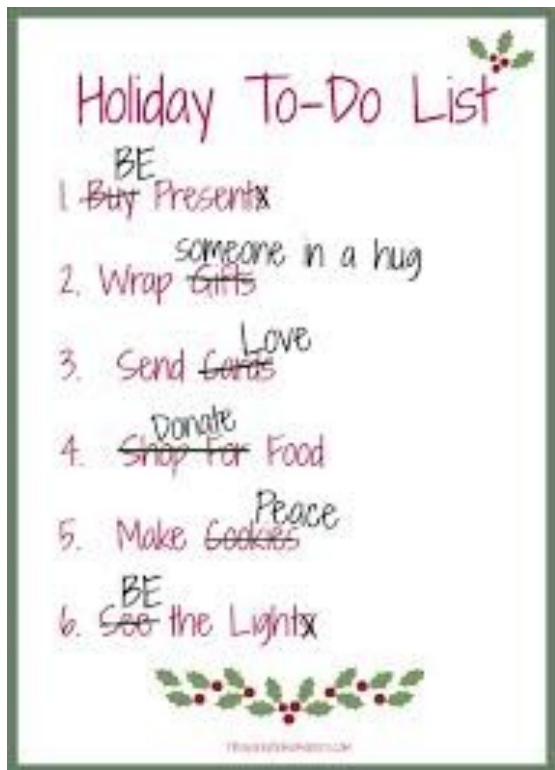 Holiday To-Do List
BE
1 Buy Presents
someone in a hug
2. Wrap Gifts
Love
3. Send Cards
Donate
4. Shop For Food
Peace
5. Make Cookies
BE
6. See the Lights